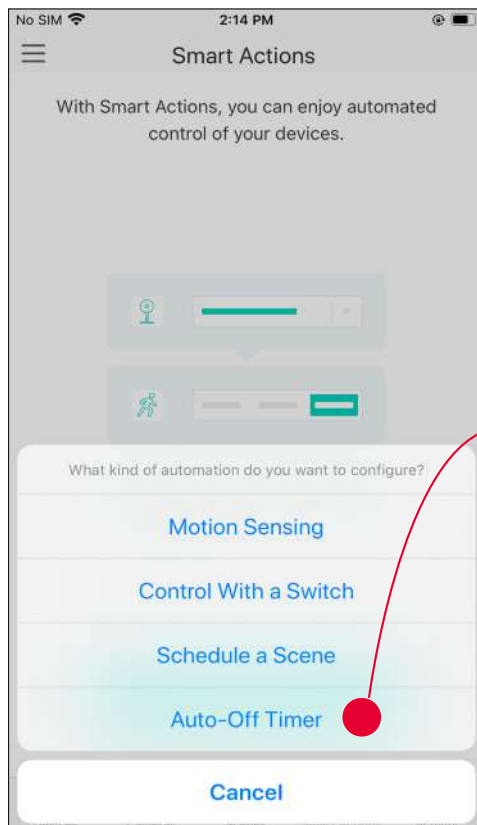 No SIM 2:14 PM
Smart Actions
With Smart Actions, you can enjoy automated
control of your devices.
What kind of automation do you want to configure?
Motion Sensing
Control With a Switch
Schedule a Scene
Auto-Off Timer
Cancel